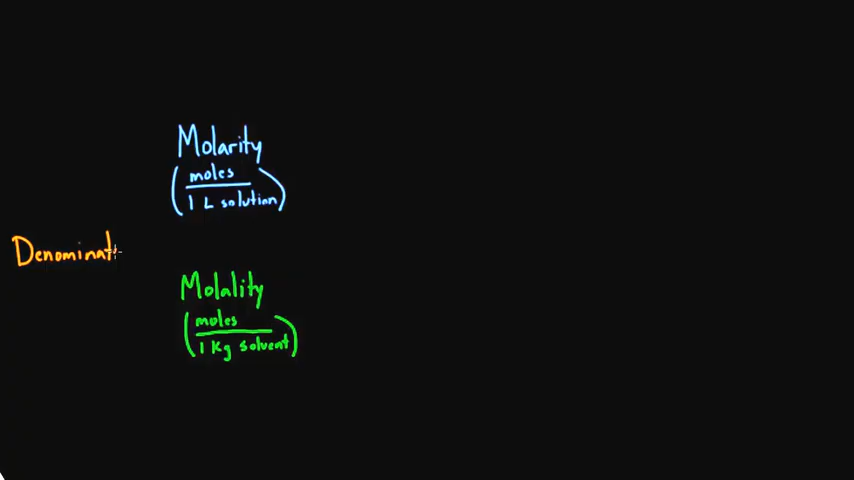 Molarity
moles
1 L solution
Denominat
Molality
moles
1 Kg solvent